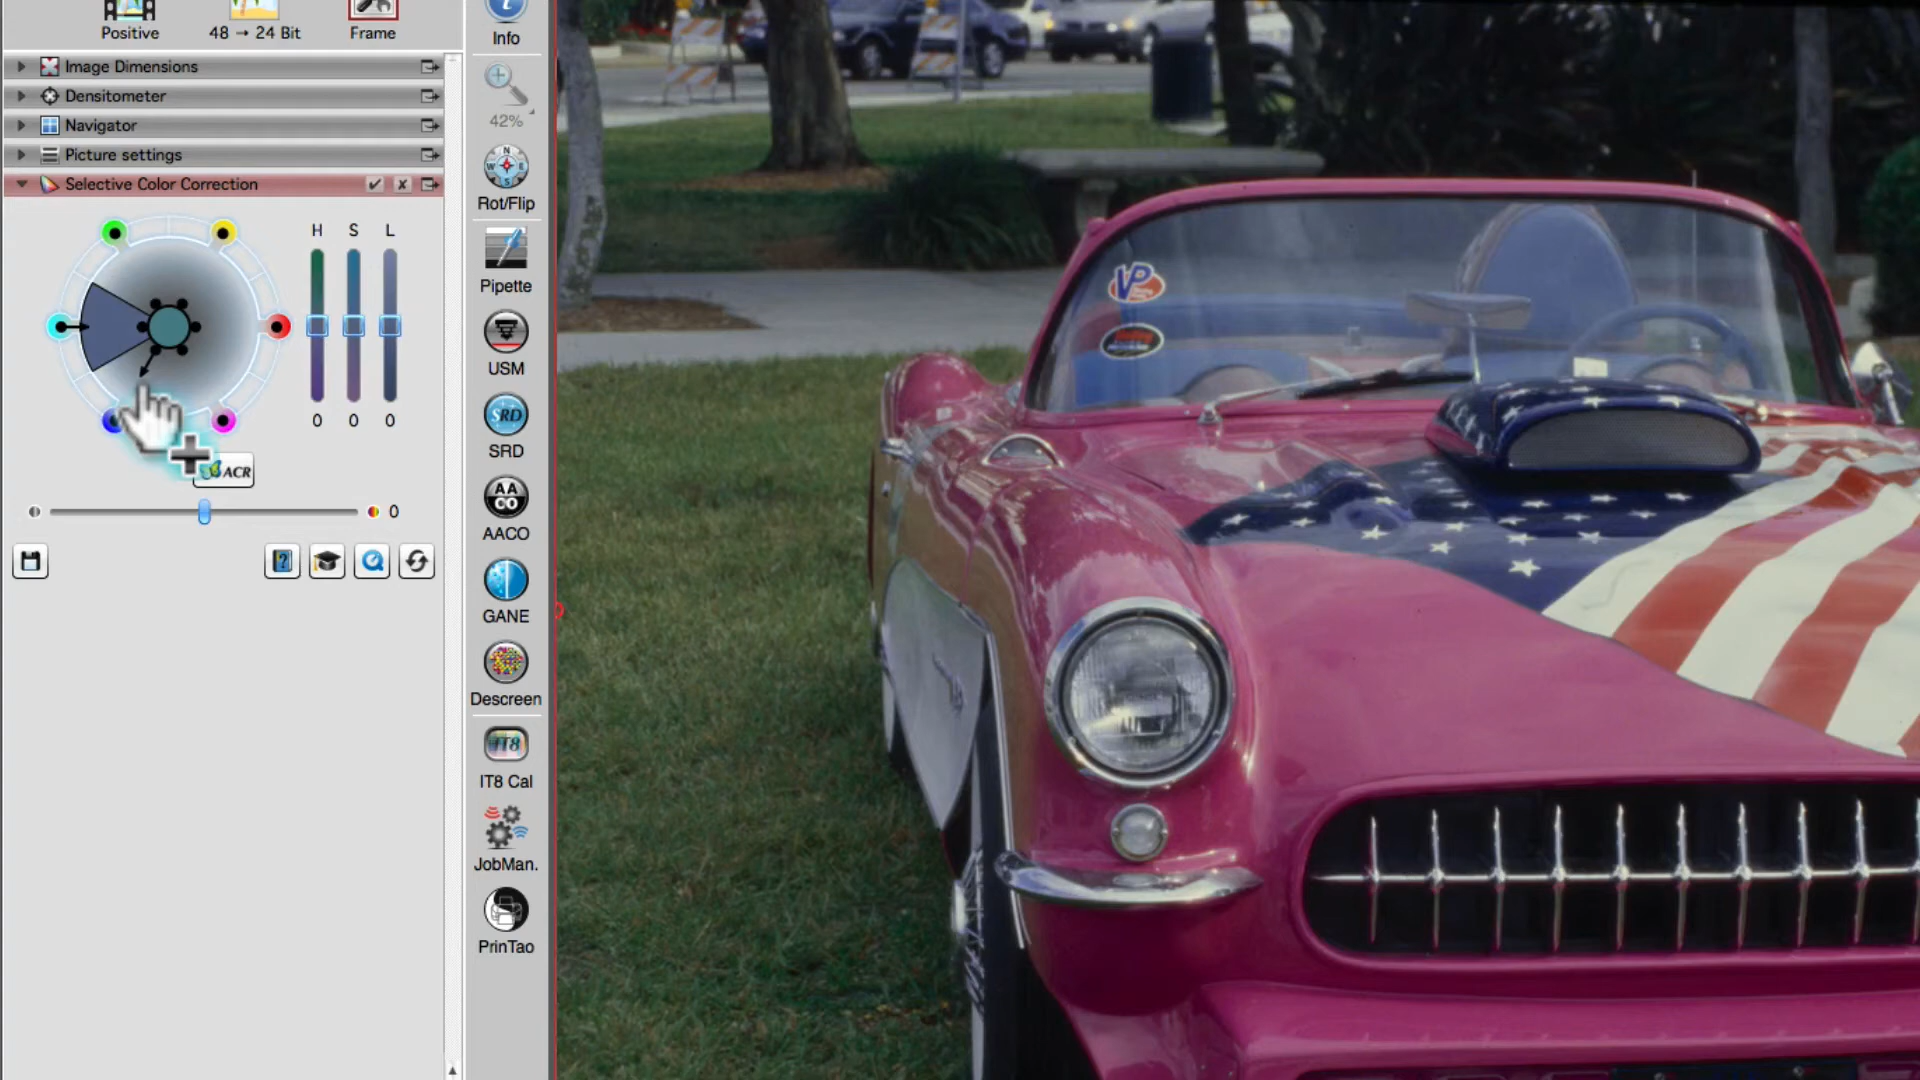 Positive
48 → 24 Bit
Frame
Info
Image Dimensions
Densitometer
Navigator
Picture settings
Selective Color Correction
H S L
0 0 0
ACR
0
42%
N
W E
S
Rot/Flip
Pipette
USM
SRD
SRD
AA
CO
AACO
GANE
Descreen
IT8
IT8 Cal
JobMan.
PrinTao
VP